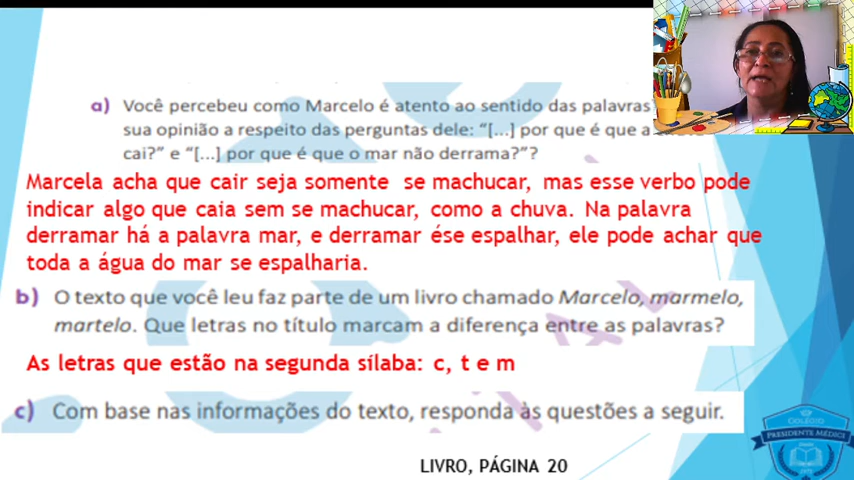 a) Você percebeu como Marcelo é atento ao sentido das palavras
sua opinião a respeito das perguntas dele: "[...] por que é que a
cai?" e "[...] por que é que o mar não derrama?"?
Marcela acha que cair seja somente se machucar, mas esse verbo pode
indicar algo que caia sem se machucar, como a chuva. Na palavra
derramar há a palavra mar, e derramar ése espalhar, ele pode achar que
toda a água do mar se espalharia.
b) O texto que você leu faz parte de um livro chamado Marcelo, marmelo,
martelo. Que letras no título marcam a diferença entre as palavras?
As letras que estão na segunda sílaba: c, t e m
c) Com base nas informações do texto, responda às questões a seguir.
LIVRO, PÁGINA 20
COLÉGIO
PRESIDENTE MÉDICI